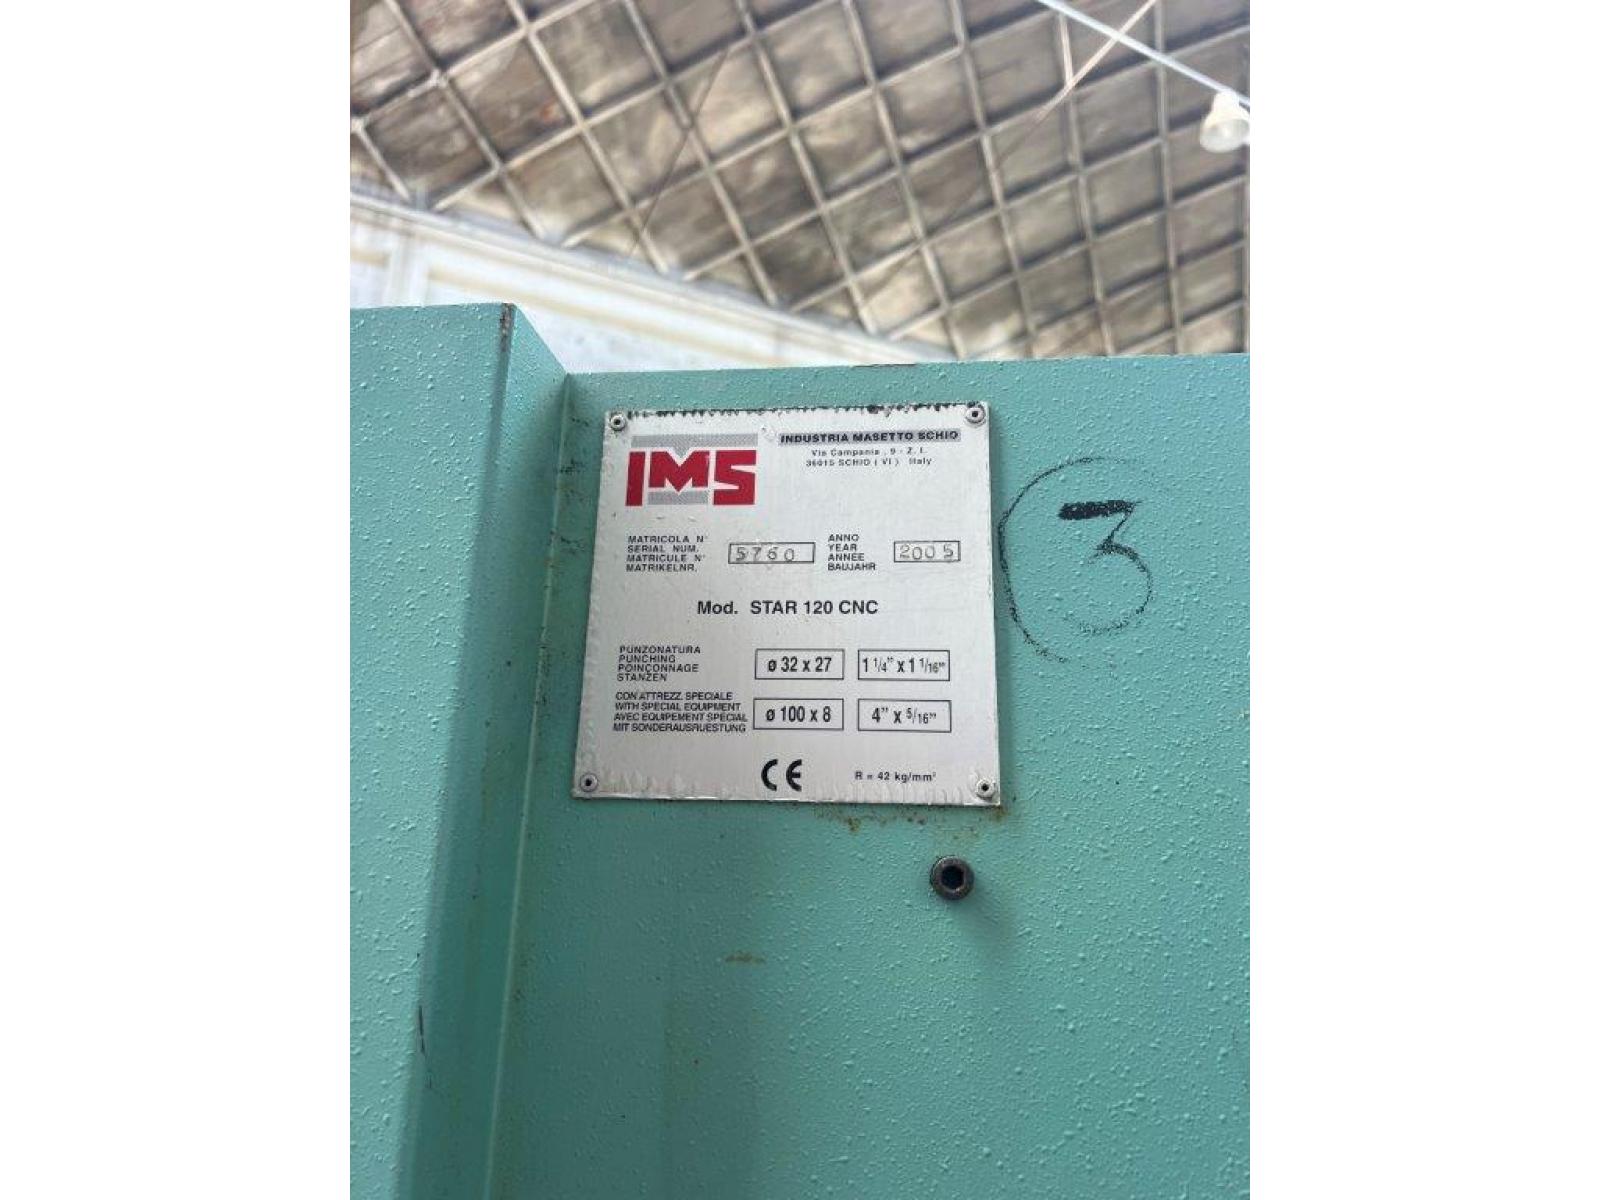 IMS
INDUSTRIA MASETTO SCHIO
Via Campania , 9 - Z. I.
36015 SCHIO ( VI ) Italy
MATRICOLA N°
SERIAL NUM.
MATRICULE N°
MATRIKELNR.
5760
ANNO
YEAR
ANNÉE
BAUJAHR
2005
Mod. STAR 120 CNC
PUNZONATURA
PUNCHING
POINÇONNAGE
STANZEN
ø 32 x 27
1 1/4" x 1 1/16"
CON ATTREZZ. SPECIALE
WITH SPECIAL EQUIPMENT
AVEC EQUIPEMENT SPECIAL
MIT SONDERAUSRUESTUNG
ø 100 x 8
4" x 5/16"
CE
R = 42 kg/mm²
3